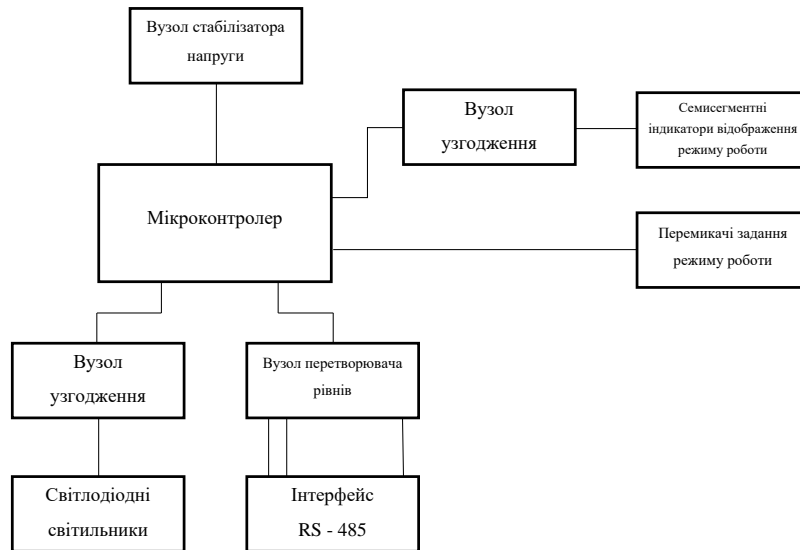 Вузол стабілізатора
напруги
Вузол
узгодження
Семисегментні
індикатори відображення
режиму роботи
Мікроконтролер
Перемикачі задання
режиму роботи
Вузол
узгодження
Вузол перетворювача
рівнів
Світлодіодні
світильники
Інтерфейс
RS - 485